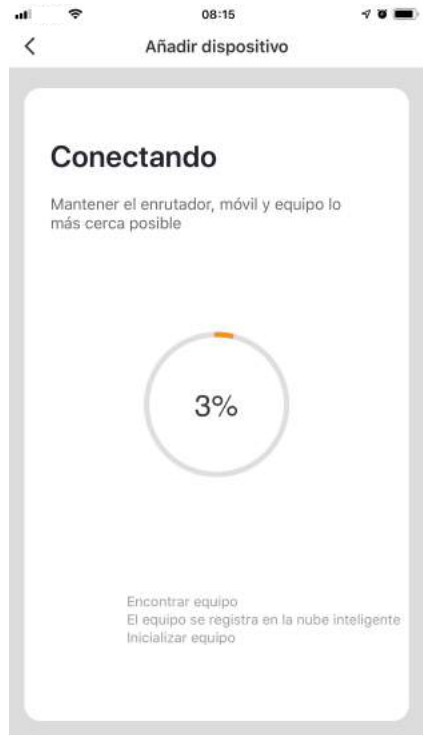 08:15
Añadir dispositivo
Conectando
Mantener el enrutador, móvil y equipo lo
más cerca posible
3%
Encontrar equipo
El equipo se registra en la nube inteligente
Inicializar equipo